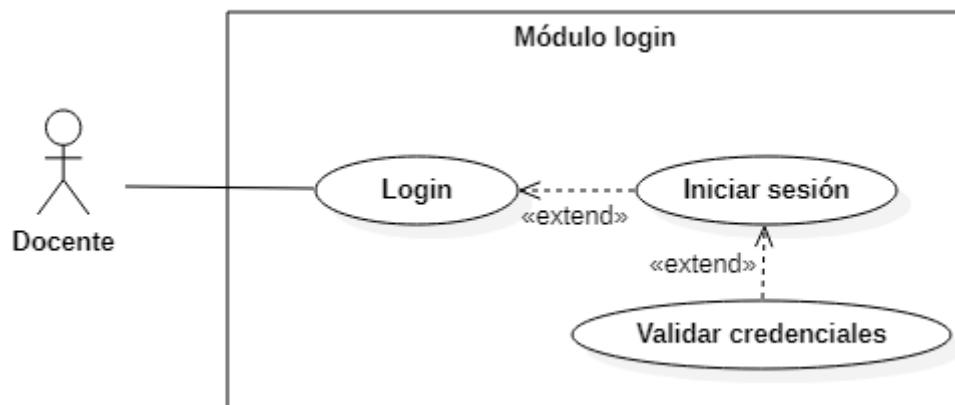 Módulo login
Login
Iniciar sesión
«extend»
Docente
«extend»
Validar credenciales